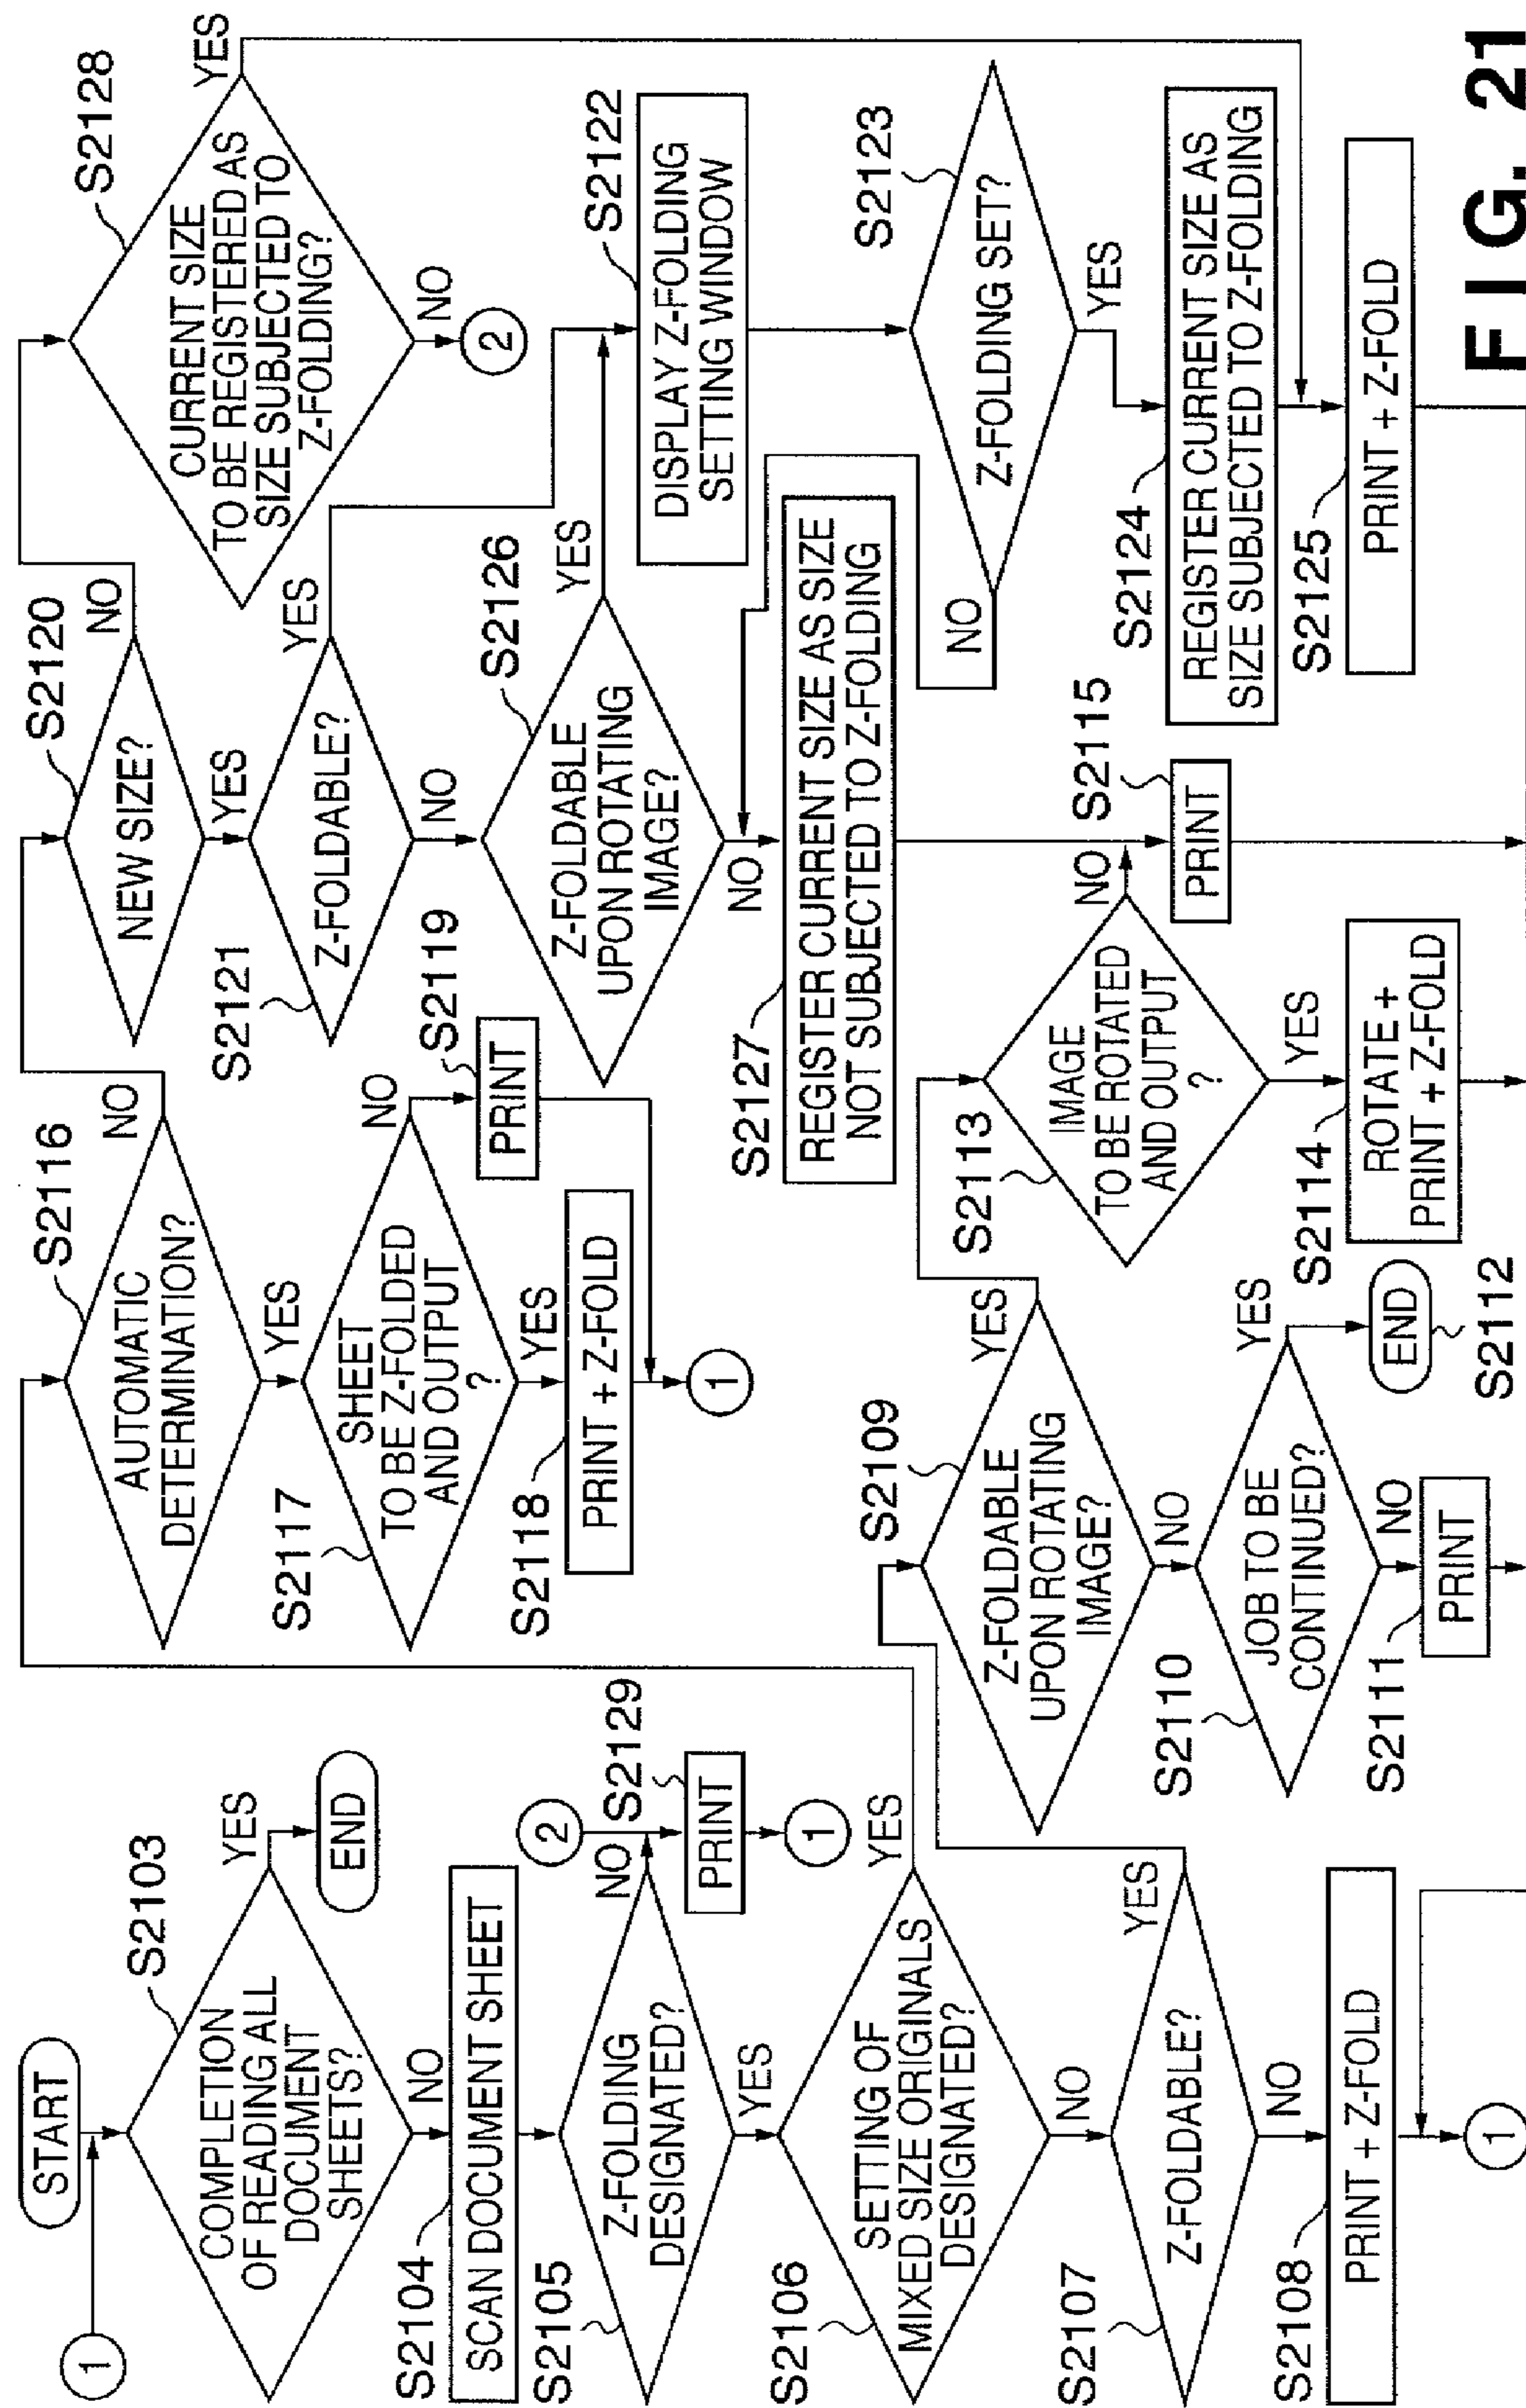 START
1
COMPLETION
OF READING ALL
DOCUMENT
SHEETS?
S2103
YES
END
NO
S2104
SCAN DOCUMENT SHEET
S2105
Z-FOLDING
DESIGNATED?
NO
2
S2129
PRINT
1
YES
S2106
SETTING OF
MIXED SIZE ORIGINALS
DESIGNATED?
YES
NO
S2107
Z-FOLDABLE?
YES
NO
S2108
PRINT + Z-FOLD
1
S2116
AUTOMATIC
DETERMINATION?
NO
YES
S2117
SHEET
TO BE Z-FOLDED
AND OUTPUT
?
NO
S2119
PRINT
YES
S2118
PRINT + Z-FOLD
1
S2109
Z-FOLDABLE
UPON ROTATING
IMAGE?
YES
NO
S2110
JOB TO BE
CONTINUED?
YES
END
S2112
NO
S2111
PRINT
S2120
NEW SIZE?
NO
YES
S2121
Z-FOLDABLE?
YES
NO
S2126
Z-FOLDABLE
UPON ROTATING
IMAGE?
YES
NO
S2127
REGISTER CURRENT SIZE AS SIZE
NOT SUBJECTED TO Z-FOLDING
S2113
IMAGE
TO BE ROTATED
AND OUTPUT
?
NO
S2115
PRINT
YES
S2114
ROTATE +
PRINT + Z-FOLD
S2128
CURRENT SIZE
TO BE REGISTERED AS
SIZE SUBJECTED TO
Z-FOLDING?
YES
NO
2
S2122
DISPLAY Z-FOLDING
SETTING WINDOW
S2123
Z-FOLDING SET?
NO
YES
S2124
REGISTER CURRENT SIZE AS
SIZE SUBJECTED TO Z-FOLDING
S2125
PRINT + Z-FOLD
FIG. 21